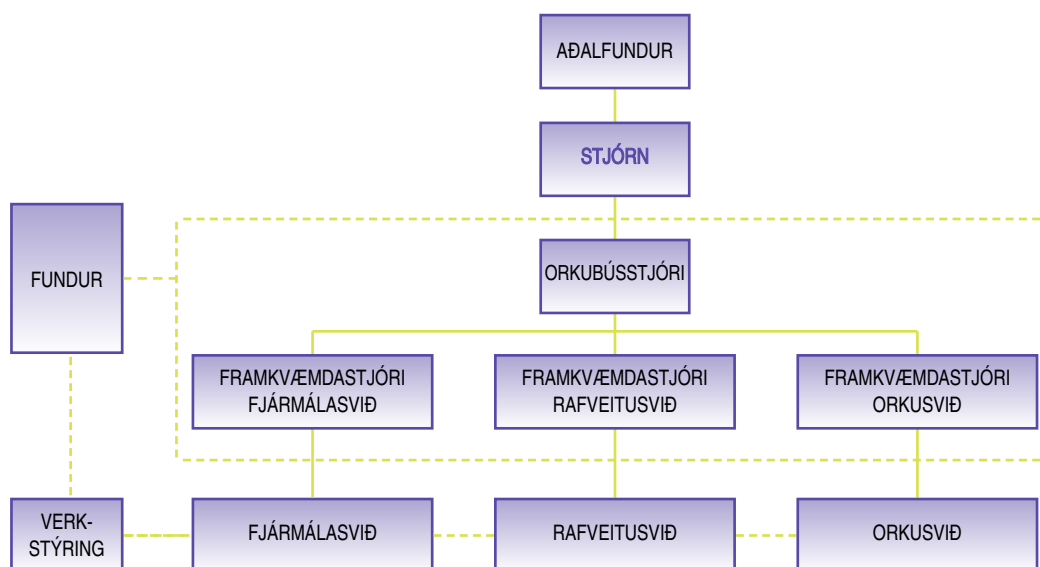 AÐALFUNDUR
STJÓRN
FUNDUR
ORKUBÚSSTJÓRI
FRAMKVÆMDASTJÓRI
FJÁRMÁLASVIÐ
FRAMKVÆMDASTJÓRI
RAFVEITUSVIÐ
FRAMKVÆMDASTJÓRI
ORKUSVIÐ
VERK-
STÝRING
FJÁRMÁLASVIÐ
RAFVEITUSVIÐ
ORKUSVIÐ